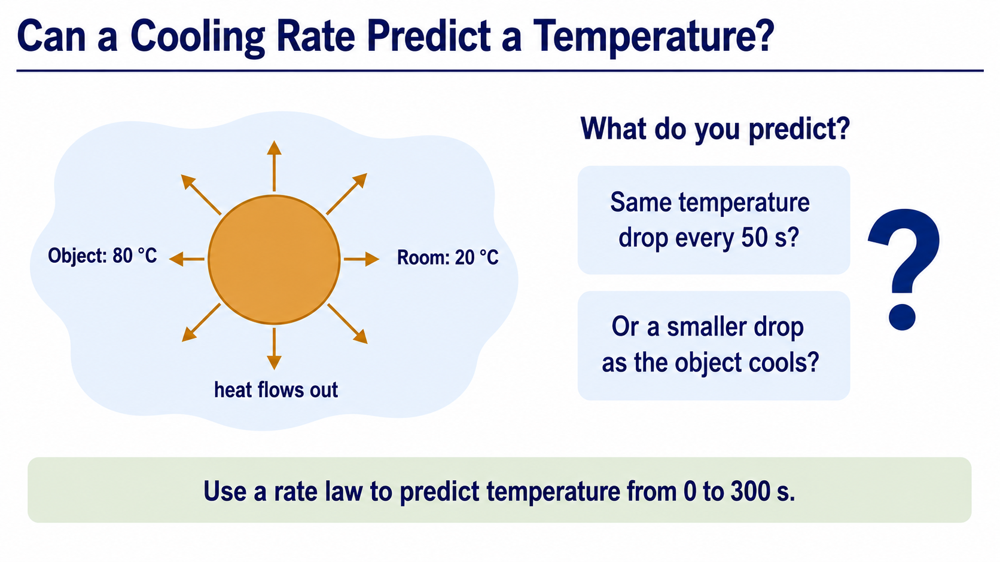 Can a Cooling Rate Predict a Temperature?
Object: 80 °C
Room: 20 °C
heat flows out
What do you predict?
Same temperature
drop every 50 s?
Or a smaller drop
as the object cools?
?
Use a rate law to predict temperature from 0 to 300 s.